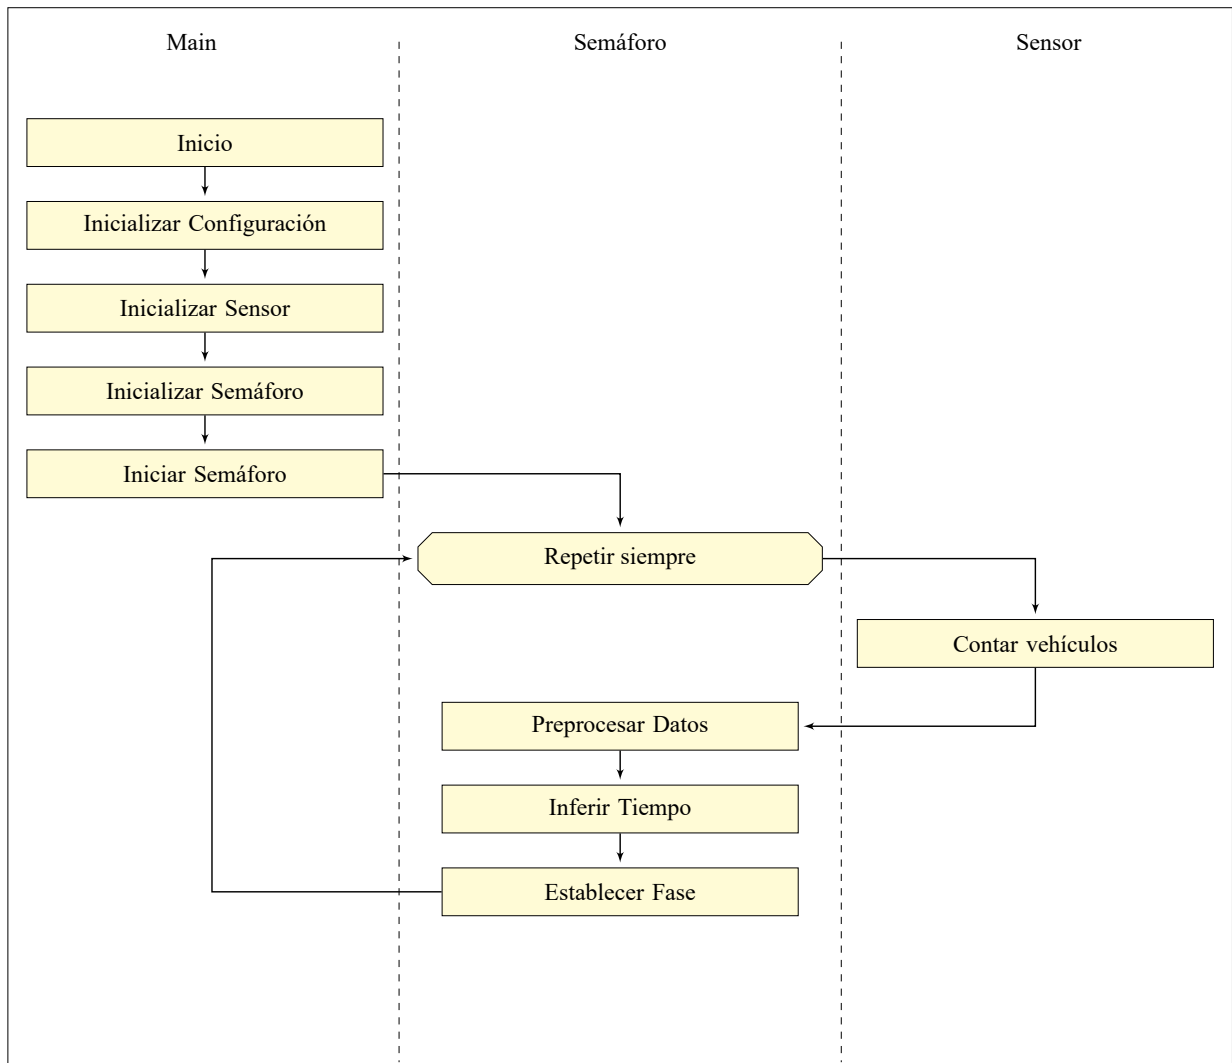 Main
Semáforo
Sensor
Inicio
Inicializar Configuración
Inicializar Sensor
Inicializar Semáforo
Iniciar Semáforo
Repetir siempre
Contar vehículos
Preprocesar Datos
Inferir Tiempo
Establecer Fase